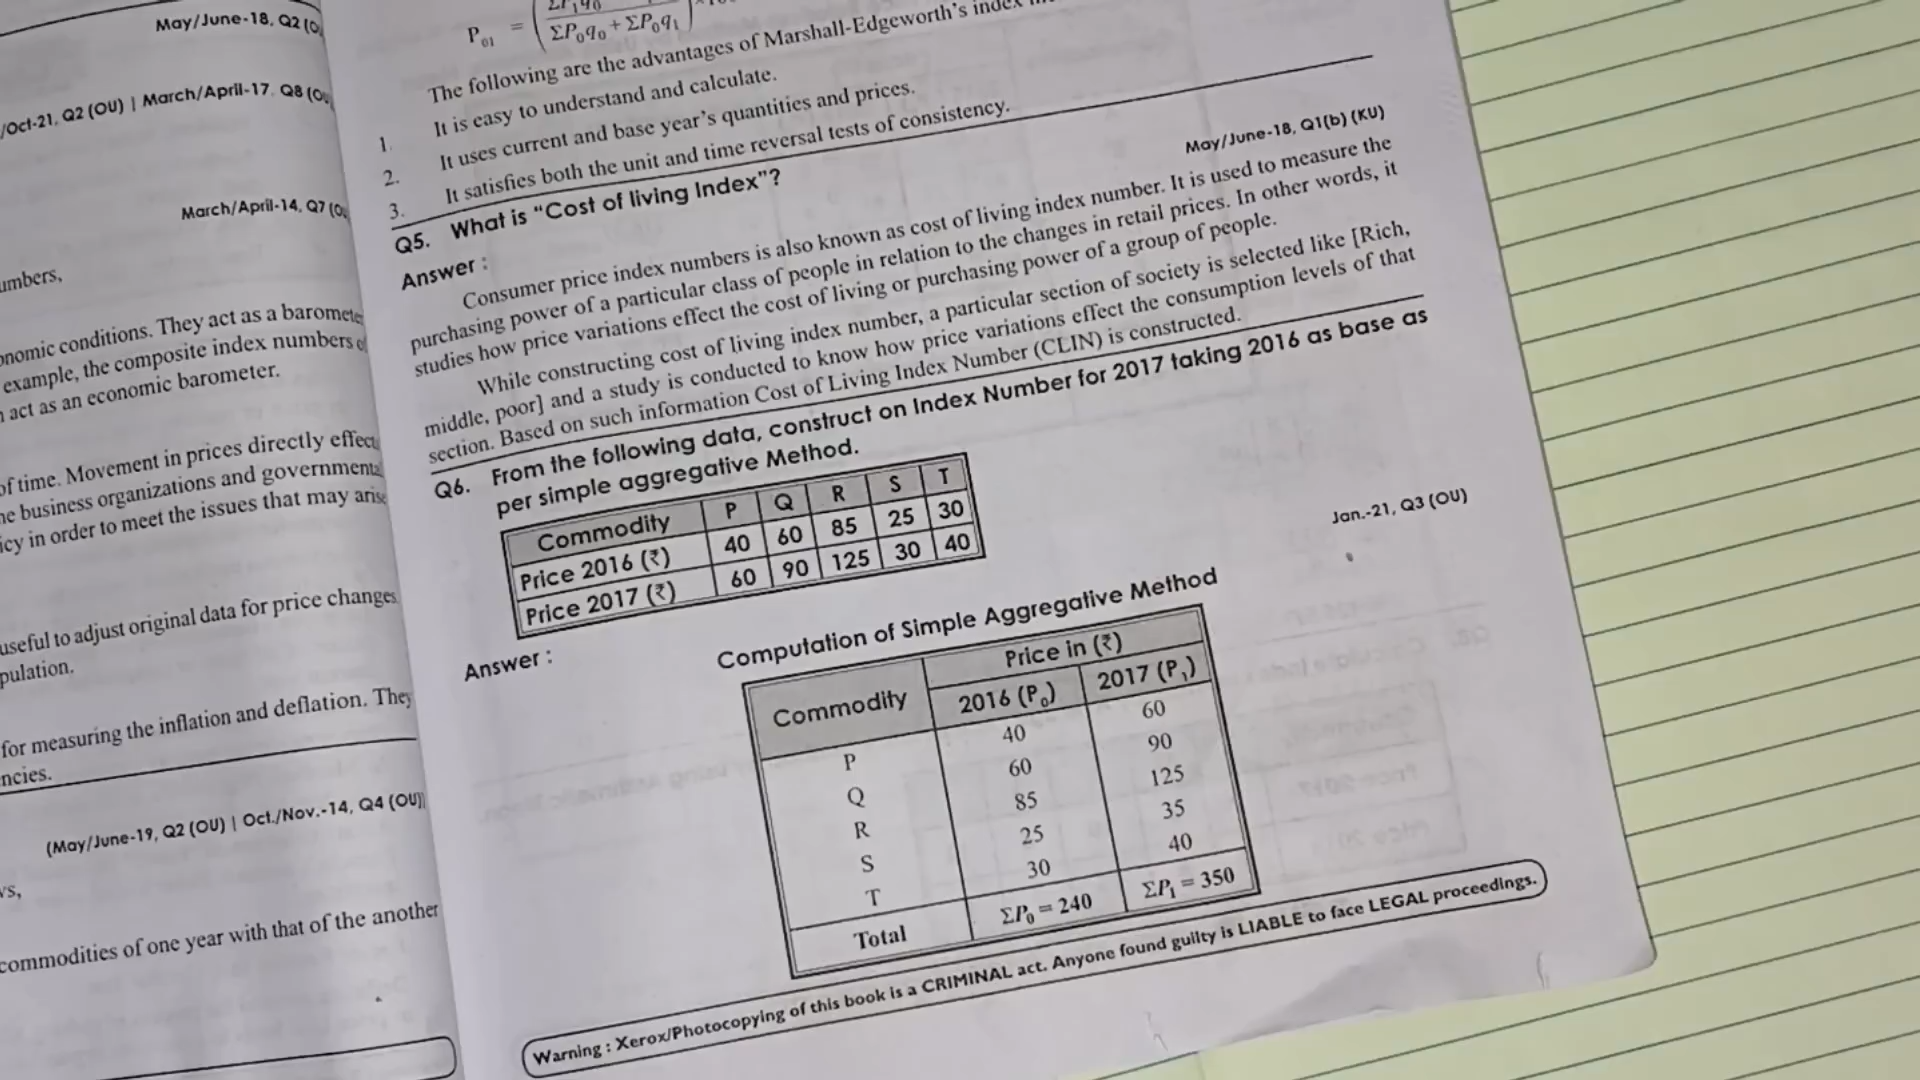 May/June-18, Q2 (O
/Oct-21, Q2 (OU) | March/April-17, Q8 (OU
March/April-14, Q7 (OU
umbers,
onomic conditions. They act as a barometer
example, the composite index numbers
act as an economic barometer.
of time. Movement in prices directly effect
business organizations and governmental
icy in order to meet the issues that may arise
useful to adjust original data for price changes
pulation.
for measuring the inflation and deflation. They
ncies.
(May/June-19, Q2 (OU) | Oct./Nov.-14, Q4 (OU))
commodities of one year with that of the another
P01 = ( ΣP0q0 + ΣP0q1 )
The following are the advantages of Marshall-Edgeworth's index
1. It is easy to understand and calculate.
2. It uses current and base year's quantities and prices.
3. It satisfies both the unit and time reversal tests of consistency.
Q5. What is "Cost of living Index"?
May/June-18, Q1(b) (KU)
Answer :
Consumer price index numbers is also known as cost of living index number. It is used to measure the
purchasing power of a particular class of people in relation to the changes in retail prices. In other words, it
studies how price variations effect the cost of living or purchasing power of a group of people.
While constructing cost of living index number, a particular section of society is selected like [Rich,
middle, poor] and a study is conducted to know how price variations effect the consumption levels of that
section. Based on such information Cost of Living Index Number (CLIN) is constructed.
Q6. From the following data, construct on Index Number for 2017 taking 2016 as base as
per simple aggregative Method.
Commodity P Q R S T
Price 2016 (₹) 40 60 85 25 30
Price 2017 (₹) 60 90 125 30 40
Jan.-21, Q3 (OU)
Answer :
Computation of Simple Aggregative Method
Commodity Price in (₹)
2016 (P0) 2017 (P1)
P 40 60
Q 60 90
R 85 125
S 25 35
T 30 40
Total ΣP0 = 240 ΣP1 = 350
Warning : Xerox/Photocopying of this book is a CRIMINAL act. Anyone found guilty is LIABLE to face LEGAL proceedings.